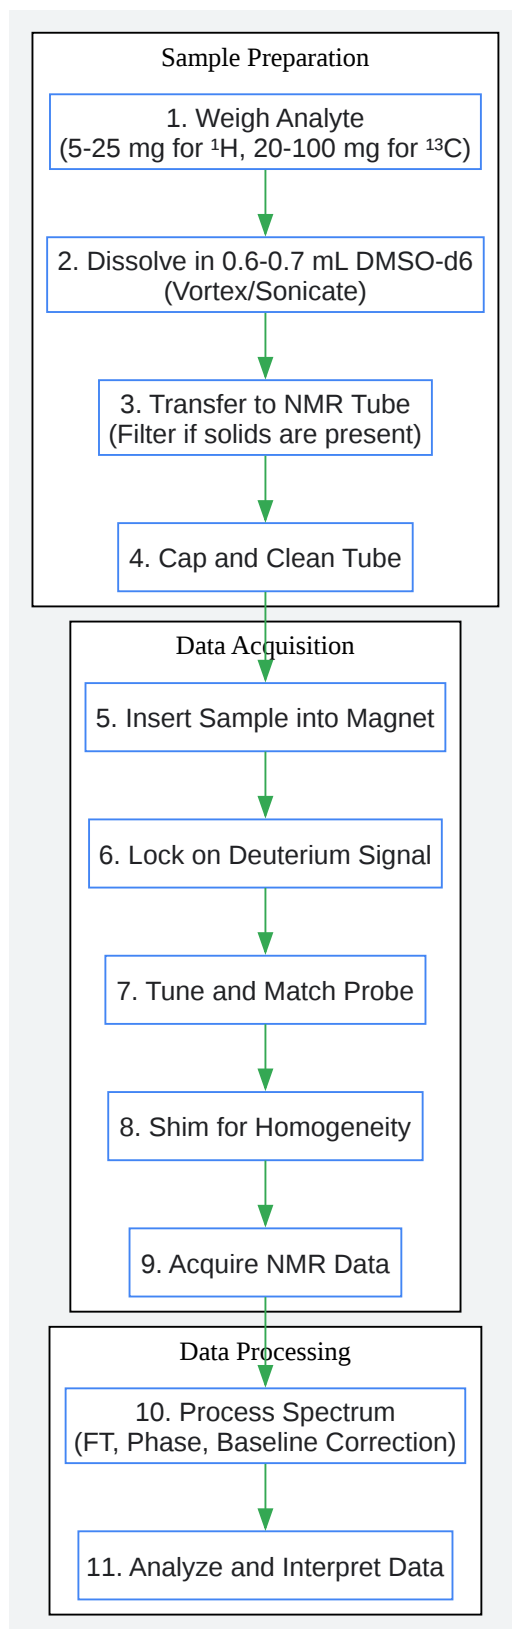 Sample Preparation
1. Weigh Analyte
(5-25 mg for ¹H, 20-100 mg for ¹³C)
2. Dissolve in 0.6-0.7 mL DMSO-d6
(Vortex/Sonicate)
3. Transfer to NMR Tube
(Filter if solids are present)
4. Cap and Clean Tube
Data Acquisition
5. Insert Sample into Magnet
6. Lock on Deuterium Signal
7. Tune and Match Probe
8. Shim for Homogeneity
9. Acquire NMR Data
Data Processing
10. Process Spectrum
(FT, Phase, Baseline Correction)
11. Analyze and Interpret Data